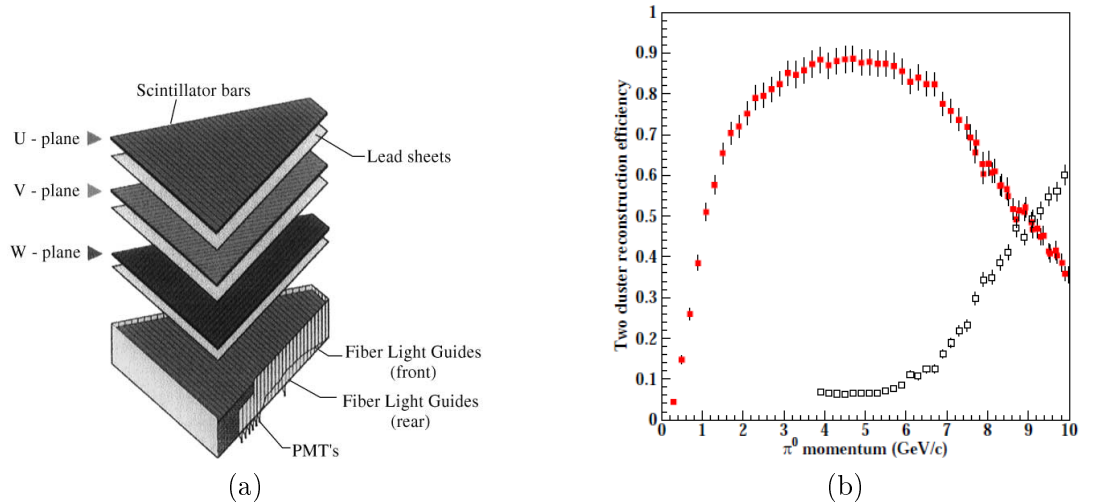 Scintillator bars
U - plane
Lead sheets
V - plane
W - plane
Fiber Light Guides
(front)
Fiber Light Guides
(rear)
PMT's
(a)
Two cluster reconstruction efficiency
1
0.9
0.8
0.7
0.6
0.5
0.4
0.3
0.2
0.1
0
0 1 2 3 4 5 6 7 8 9 10
π⁰ momentum (GeV/c)
(b)